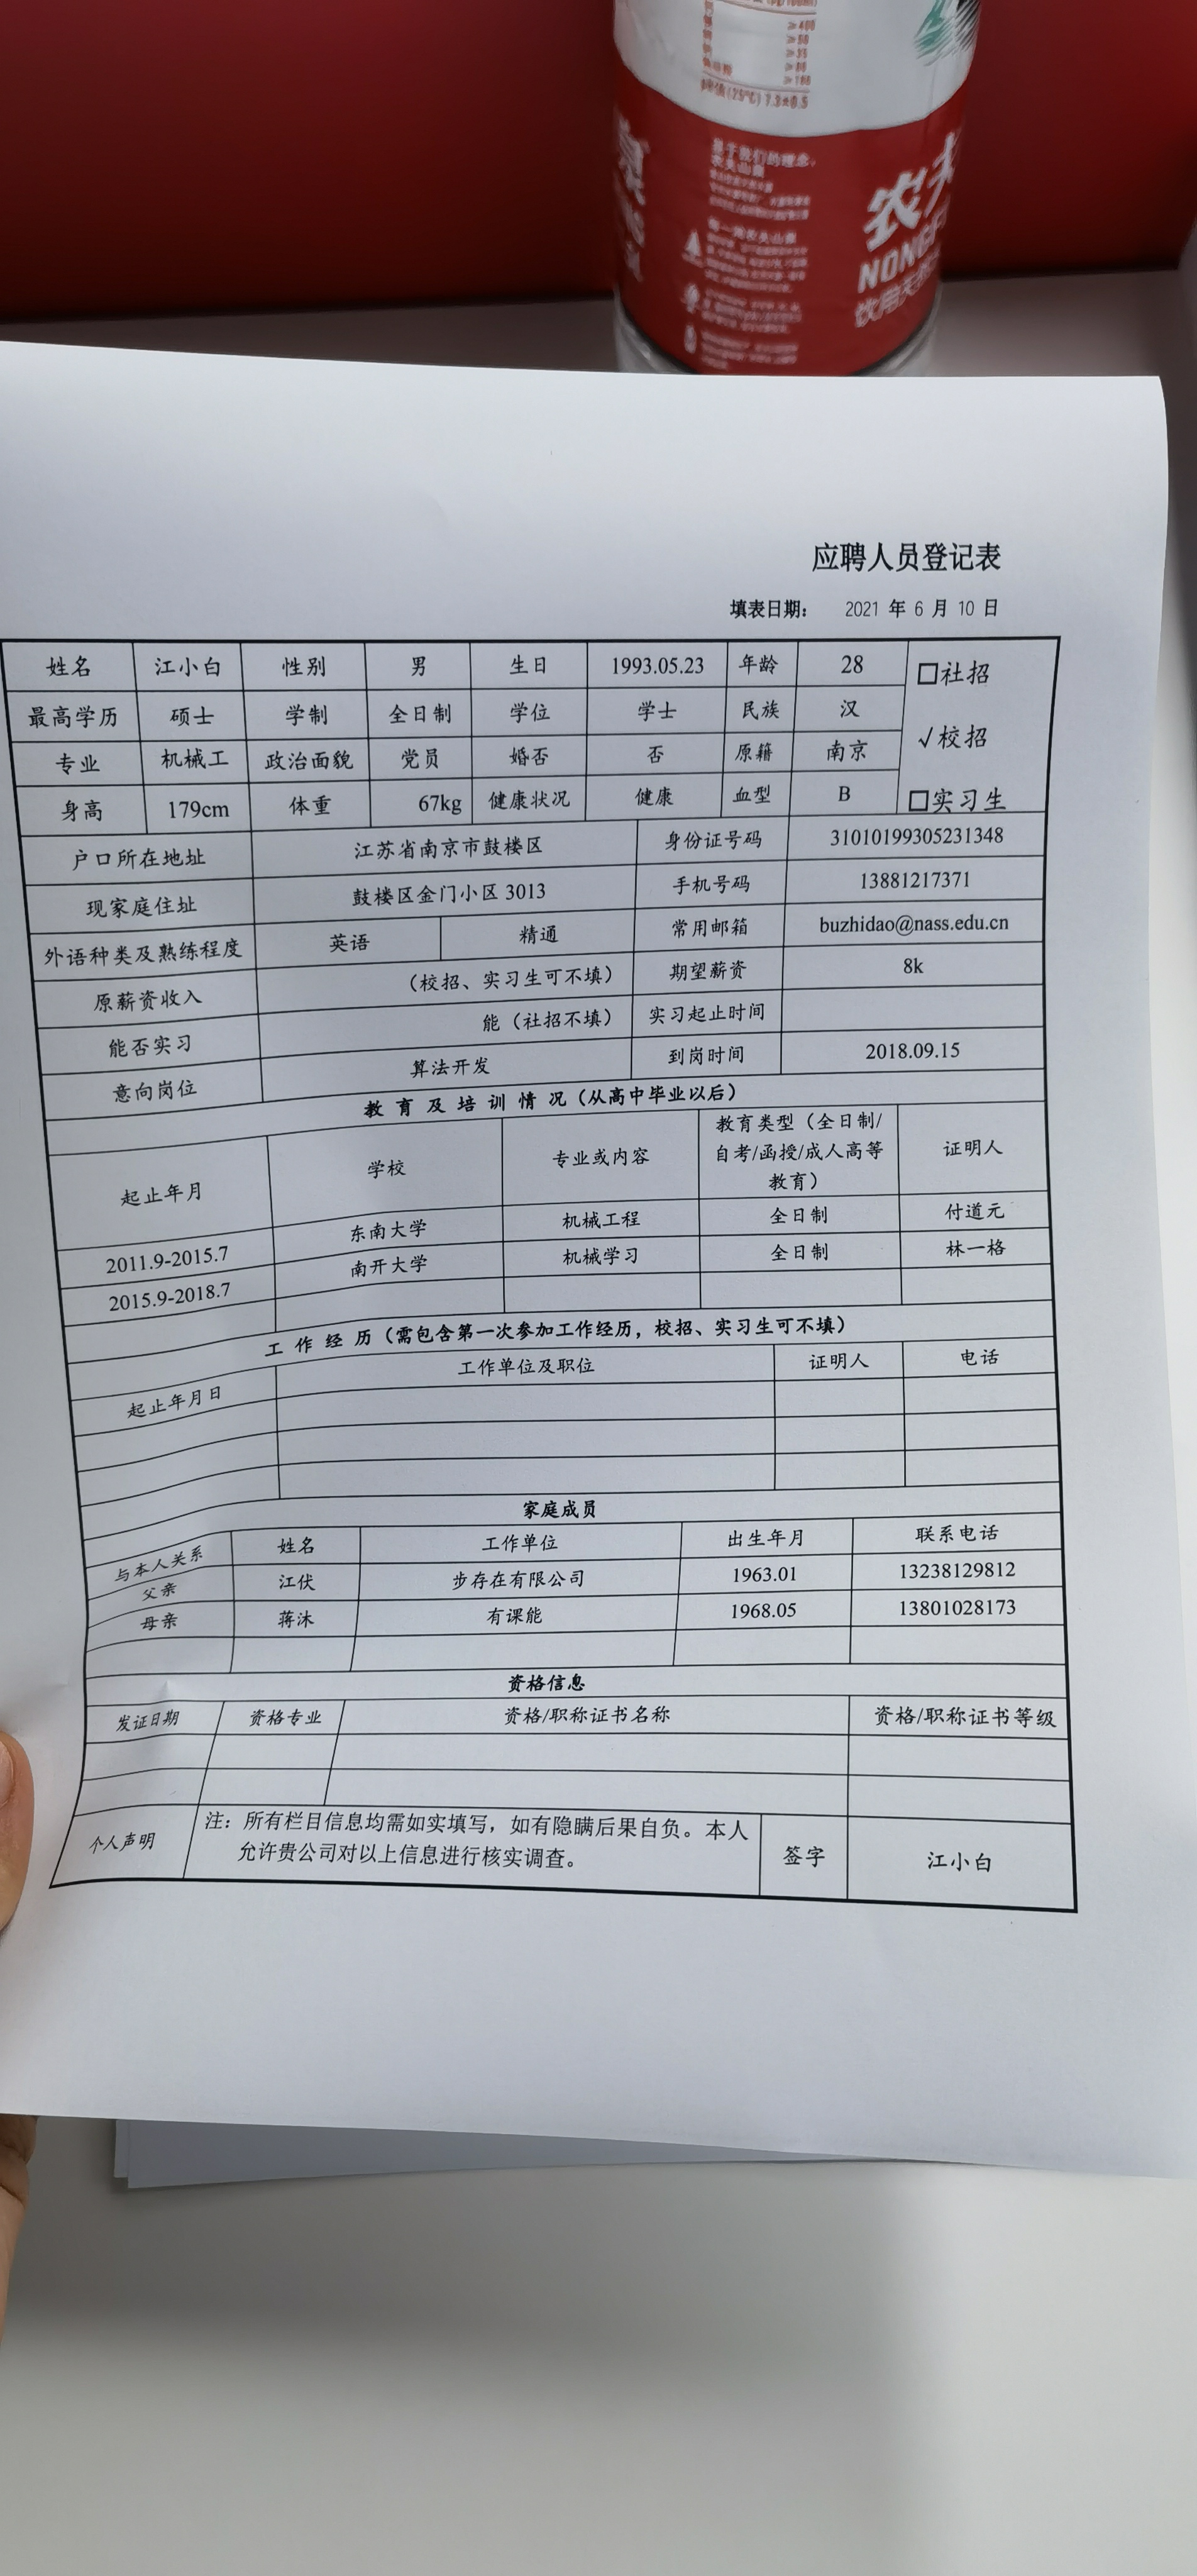 ≥400
pH值(25℃) 7.3±0.5
基于我们的理念,
农夫山泉
农夫
NONGF
饮用天然
应聘人员登记表
填表日期： 2021 年 6 月 10 日
姓名 江小白 性别 男 生日 1993.05.23 年龄 28 □社招
最高学历 硕士 学制 全日制 学位 学士 民族 汉
√校招
专业 机械工 政治面貌 党员 婚否 否 原籍 南京
身高 179cm 体重 67kg 健康状况 健康 血型 B □实习生
户口所在地址 江苏省南京市鼓楼区 身份证号码 31010199305231348
现家庭住址 鼓楼区金门小区 3013 手机号码 13881217371
外语种类及熟练程度 英语 精通 常用邮箱 buzhidao@nass.edu.cn
原薪资收入 （校招、实习生可不填） 期望薪资 8k
能否实习 能（社招不填） 实习起止时间
意向岗位 算法开发 到岗时间 2018.09.15
教 育 及 培 训 情 况（从高中毕业以后）
起止年月 学校 专业或内容 教育类型（全日制/
自考/函授/成人高等
教育） 证明人
2011.9-2015.7 东南大学 机械工程 全日制 付道元
2015.9-2018.7 南开大学 机械学习 全日制 林一格
工 作 经 历（需包含第一次参加工作经历，校招、实习生可不填）
起止年月日 工作单位及职位 证明人 电话
家庭成员
与本人关系 姓名 工作单位 出生年月 联系电话
父亲 江伏 步存在有限公司 1963.01 13238129812
母亲 蒋沐 有课能 1968.05 13801028173
资格信息
发证日期 资格专业 资格/职称证书名称 资格/职称证书等级
个人声明 注：所有栏目信息均需如实填写，如有隐瞒后果自负。本人
允许贵公司对以上信息进行核实调查。 签字 江小白